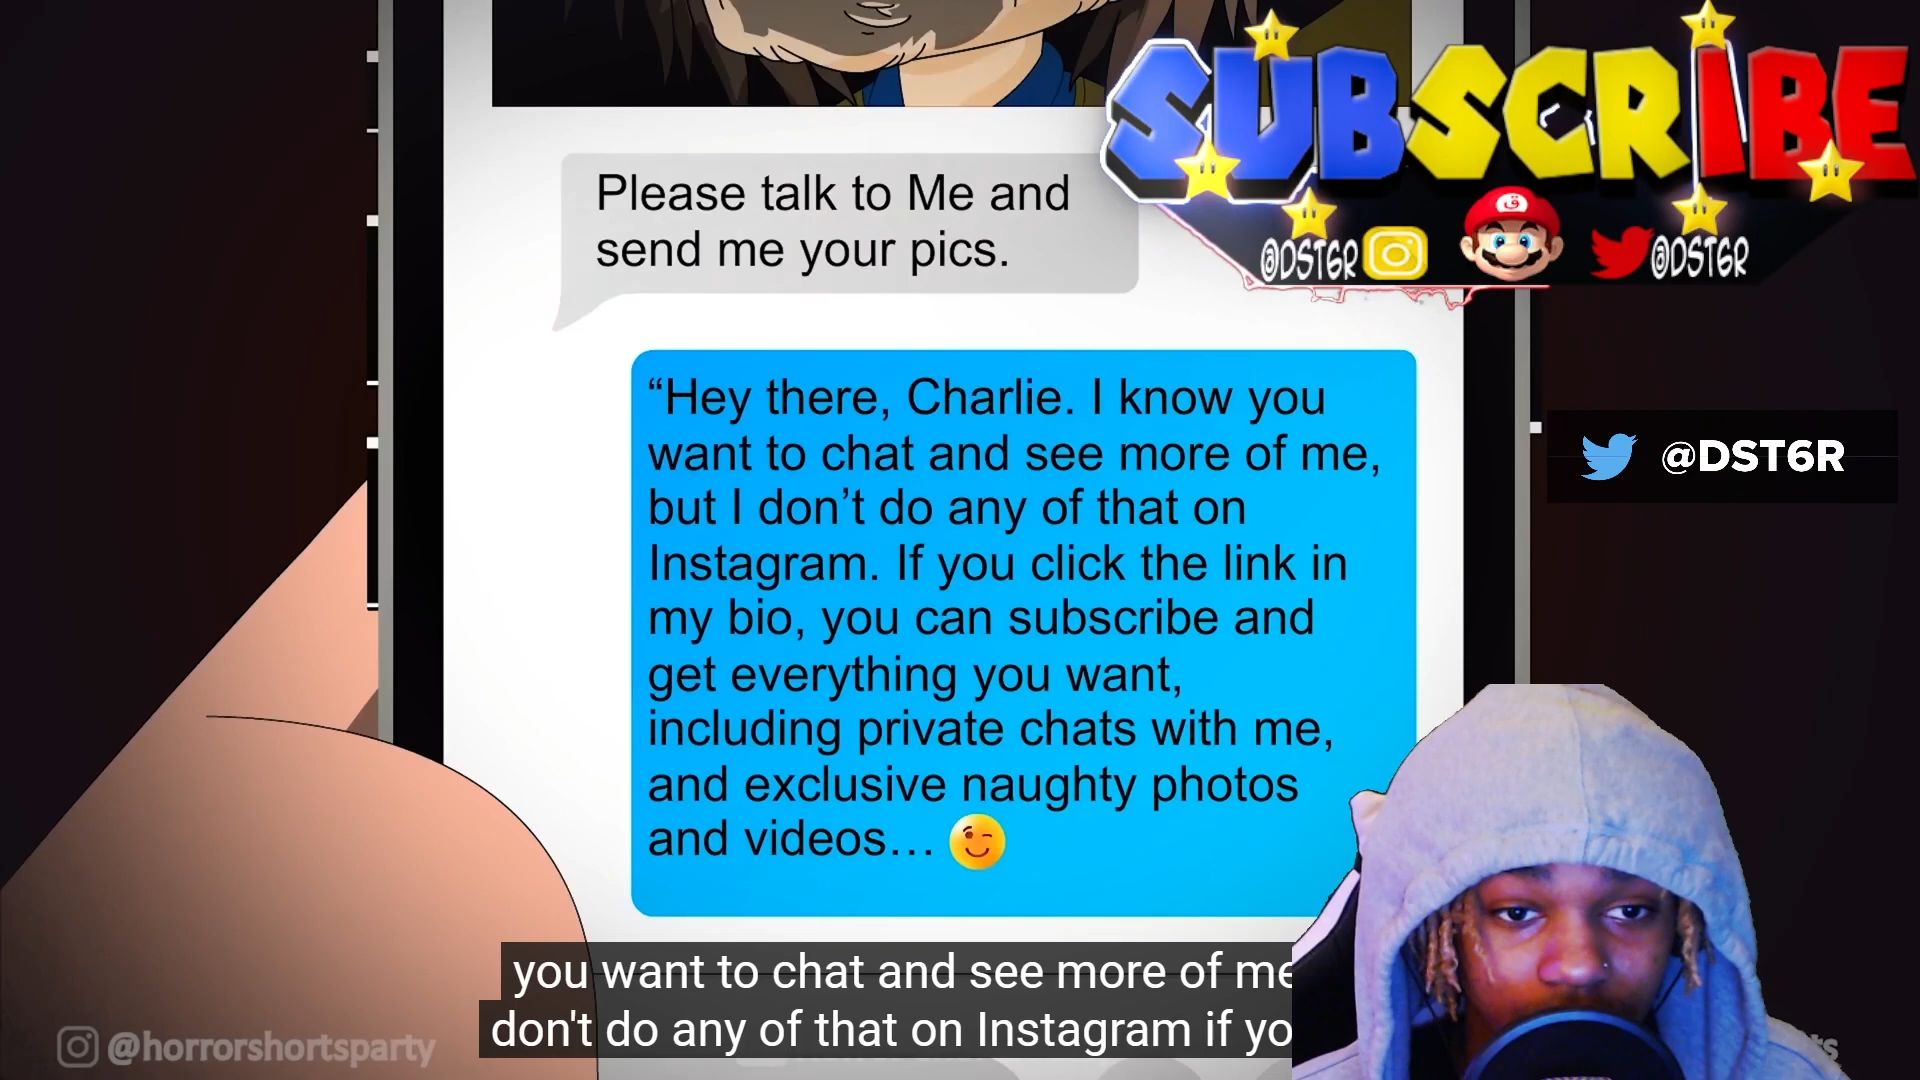 SUBSCRIBE
@DST6R
@DST6R
Please talk to Me and
send me your pics.
“Hey there, Charlie. I know you
want to chat and see more of me,
but I don’t do any of that on
Instagram. If you click the link in
my bio, you can subscribe and
get everything you want,
including private chats with me,
and exclusive naughty photos
and videos…
@DST6R
you want to chat and see more of me
don't do any of that on Instagram if yo
@horrorshortsparty